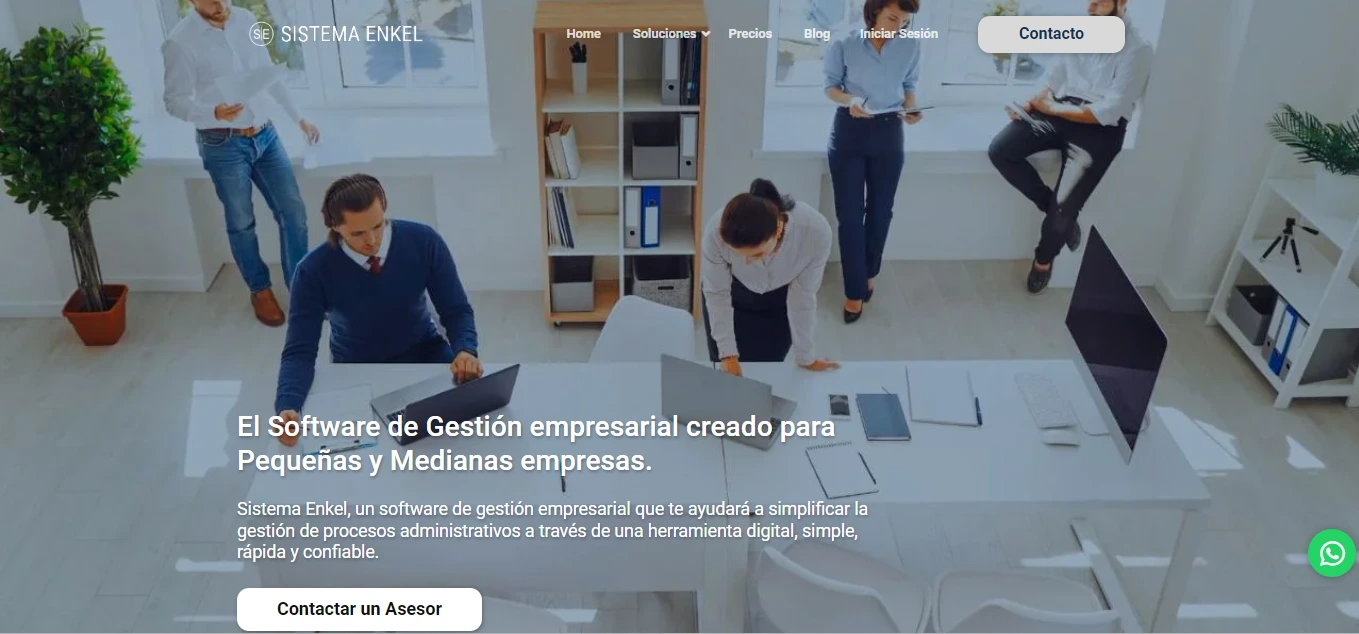 SE SISTEMA ENKEL
Home Soluciones Precios Blog Iniciar Sesión Contacto
El Software de Gestión empresarial creado para
Pequeñas y Medianas empresas.
Sistema Enkel, un software de gestión empresarial que te ayudará a simplificar la
gestión de procesos administrativos a través de una herramienta digital, simple,
rápida y confiable.
Contactar un Asesor